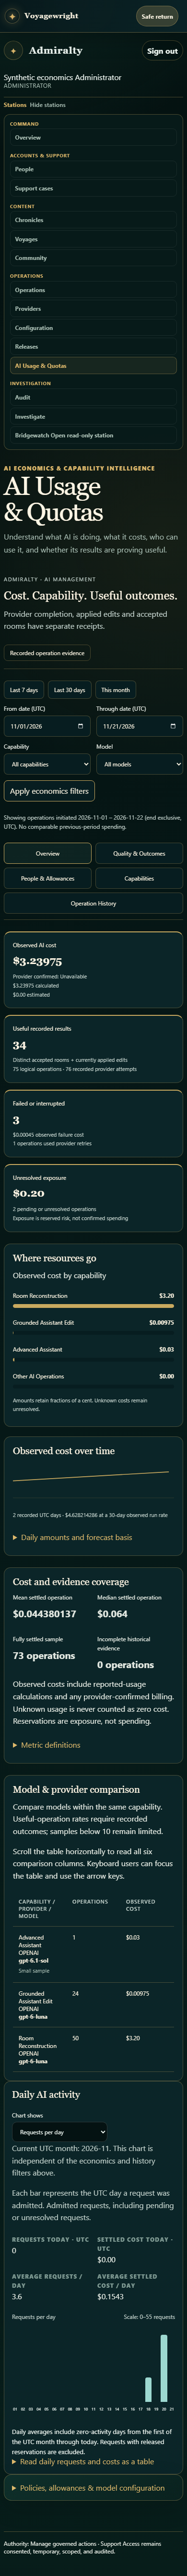 Voyagewright
Safe return
Admiralty
Sign out
Synthetic economics Administrator
ADMINISTRATOR
Stations Hide stations
COMMAND
Overview
ACCOUNTS & SUPPORT
People
Support cases
CONTENT
Chronicles
Voyages
Community
OPERATIONS
Operations
Providers
Configuration
Releases
AI Usage & Quotas
INVESTIGATION
Audit
Investigate
Bridgewatch Open read-only station
AI ECONOMICS & CAPABILITY INTELLIGENCE
AI Usage
& Quotas
Understand what AI is doing, what it costs, who can
use it, and whether its results are proving useful.
ADMIRALTY · AI MANAGEMENT
Cost. Capability. Useful outcomes.
Provider completion, applied edits and accepted
room have separate receipts.
Recorded operation evidence
Last 7 days
Last 30 days
This month
From date (UTC)
Through date (UTC)
11/01/2026
11/21/2026
Capability
Model
All capabilities
All models
Apply economics filters
Showing operations initiated 2026-11-01 – 2026-11-22 (end exclusive,
UTC). No comparable previous-period spending.
Overview
Quality & Outcomes
People & Allowances
Capabilities
Operation History
Observed AI cost
$3.23975
Provider confirmed: Unavailable
$3.23975 calculated
$0.00 estimated
Useful recorded results
34
Distinct accepted rooms + currently applied edits
75 logical operations · 76 recorded provider attempts
Failed or interrupted
3
$0.00045 observed failure cost
1 operations used provider retries
Unresolved exposure
$0.20
2 pending or unresolved operations
Exposure is reserved risk, not confirmed spending
Where resources go
Observed cost by capability
Room Reconstruction
$3.20
Grounded Assistant Edit
$0.00975
Advanced Assistant
$0.03
Other AI Operations
$0.00
Amounts retain fractions of a cent. Unknown costs remain
unresolved.
Observed cost over time
2 recorded UTC days · $4.628214286 at a 30-day observed run
rate
Daily amounts and forecast basis
Cost and evidence coverage
Mean settled operation
$0.044380137
Median settled operation
$0.064
Fully settled sample
73 operations
Incomplete historical
evidence
0 operations
Observed costs include reported-usage
calculations and any provider-confirmed billing.
Unknown usage is never counted as zero cost.
Reservations are exposure, not spending.
Metric definitions
Model & provider comparison
Compare models within the same capability.
Useful-operation rates require recorded
outcomes; samples below 10 remain limited.
Scroll the table horizontally to read all six
comparison columns. Keyboard users can focus
the table and use the arrow keys.
CAPABILITY /
PROVIDER /
MODEL
OPERATIONS
OBSERVED
COST
Advanced
Assistant
OPENAI
gpt-6.1-sol
Small sample
1
$0.03
Grounded
Assistant Edit
OPENAI
gpt-6-luna
24
$0.00975
Room
Reconstruction
OPENAI
gpt-6-luna
50
$3.20
Daily AI activity
Chart shows
Requests per day
Current UTC month: 2026-11. This chart is
independent of the economics and history
filters above.
Each bar represents the UTC day a request was
admitted. Admitted requests, including pending
or unresolved requests.
REQUESTS TODAY · UTC
0
SETTLED COST TODAY ·
UTC
$0.00
AVERAGE REQUESTS /
DAY
3.6
AVERAGE SETTLED
COST / DAY
$0.1543
Requests per day
Scale: 0–55 requests
01 02 03 04 05 06 07 08 09 10 11 12 13 14 15 16 17 18 19 20 21
Daily averages include zero-activity days from the first of
the UTC month through today. Requests with released
reservations are excluded.
Read daily requests and costs as a table
Policies, allowances & model configuration
Authority: Manage governed actions · Support Access remains
consented, temporary, scoped, and audited.